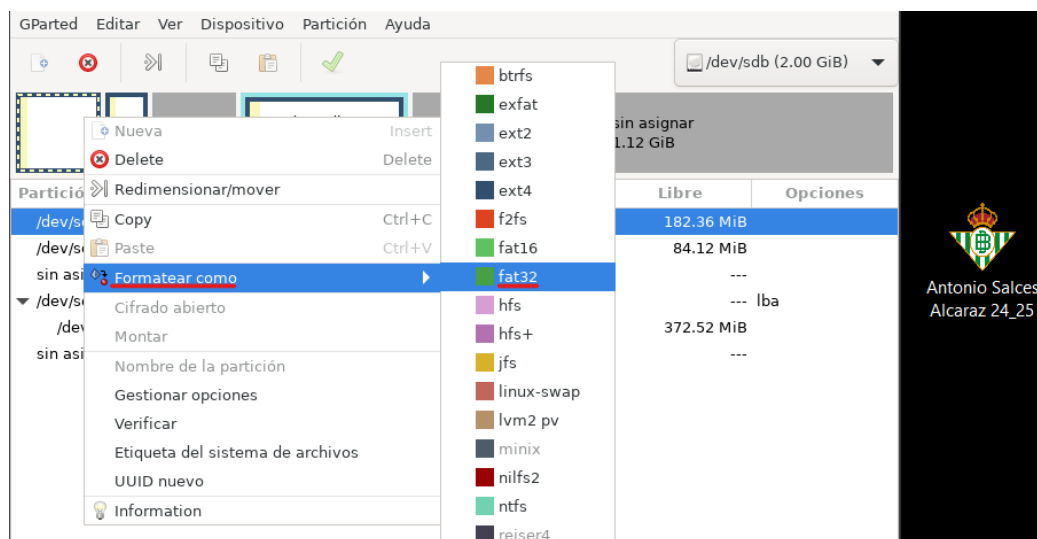 GParted Editar Ver Dispositivo Partición Ayuda
/dev/sdb (2.00 GiB)
sin asignar
1.12 GiB
Libre Opciones
182.36 MiB
84.12 MiB
sin asi ---
--- lba
372.52 MiB
sin asi ---
Nueva Insert
Delete Delete
Redimensionar/mover
Copy Ctrl+C
Paste Ctrl+V
Formatear como
Cifrado abierto
Montar
Nombre de la partición
Gestionar opciones
Verificar
Etiqueta del sistema de archivos
UUID nuevo
Information
btrfs
exfat
ext2
ext3
ext4
f2fs
fat16
fat32
hfs
hfs+
jfs
linux-swap
lvm2 pv
minix
nilfs2
ntfs
reiser4
Antonio Salces
Alcaraz 24_25